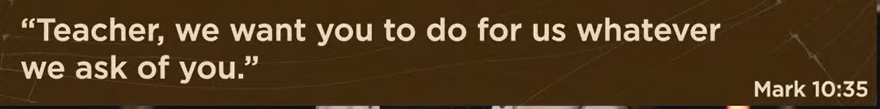 “Teacher, we want you to do for us whatever
we ask of you.”
Mark 10:35